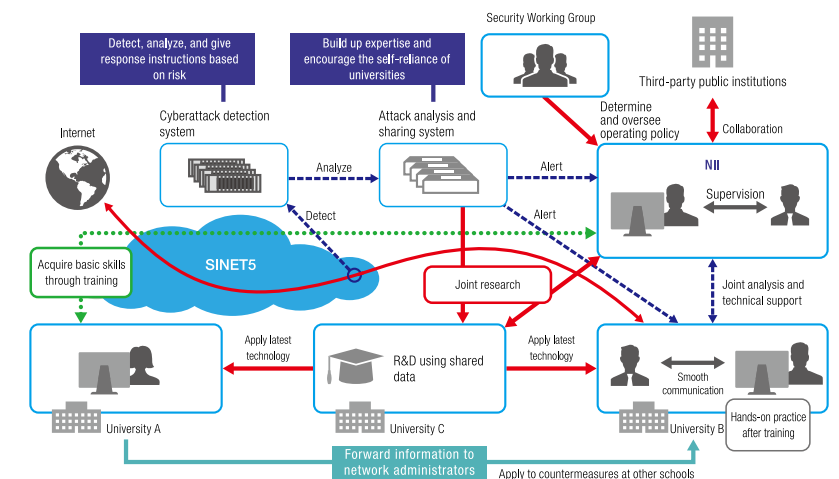 Security Working Group
Detect, analyze, and give
response instructions based
on risk
Build up expertise and
encourage the self-reliance of
universities
Third-party public institutions
Cyberattack detection
system
Attack analysis and
sharing system
Determine
and oversee
operating policy
Collaboration
Internet
NII
Analyze
Alert
Supervision
Detect
Alert
SINET5
Acquire basic skills
through training
Joint research
Joint analysis and
technical support
Apply latest
technology
R&D using shared
data
Apply latest
technology
Smooth
communication
Hands-on practice
after training
University A
University C
University B
Forward information to
network administrators
Apply to countermeasures at other schools